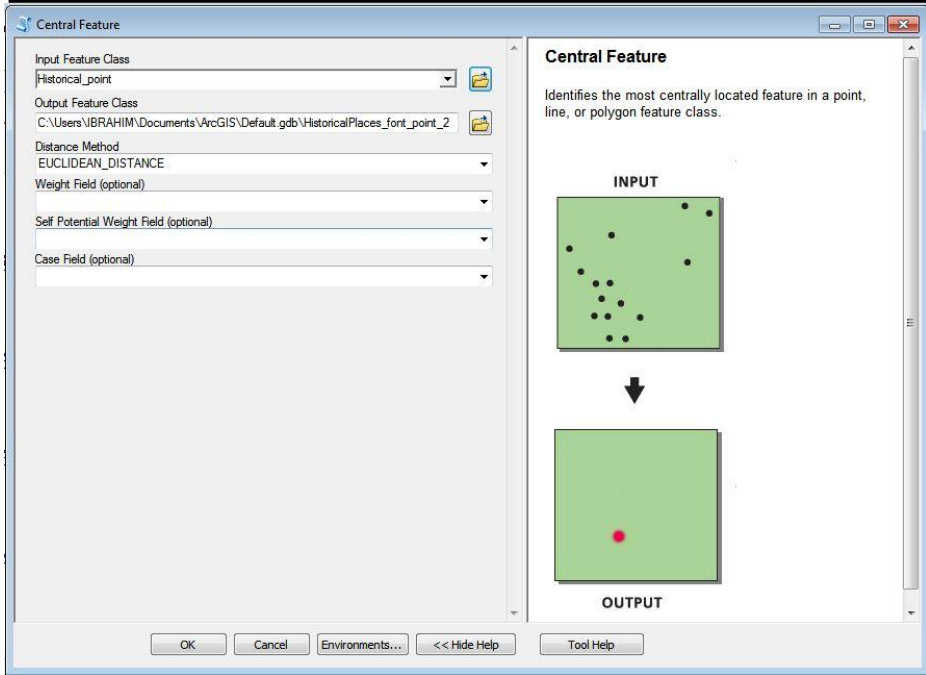 Central Feature
Input Feature Class
Historical_point
Output Feature Class
C:\Users\IBRAHIM\Documents\ArcGIS\Default.gdb\HistoricalPlaces_font_point_2
Distance Method
EUCLIDEAN_DISTANCE
Weight Field (optional)
Self Potential Weight Field (optional)
Case Field (optional)
Central Feature
Identifies the most centrally located feature in a point,
line, or polygon feature class.
INPUT
OUTPUT
OK
Cancel
Environments...
<< Hide Help
Tool Help